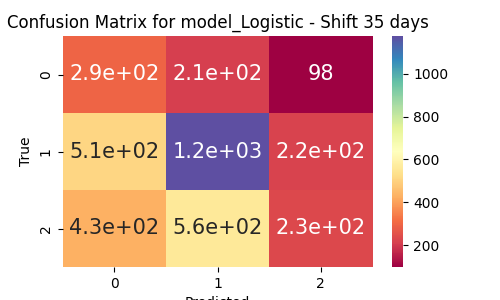 Confusion Matrix for model_Logistic - Shift 35 days
0 2.9e+02 2.1e+02 98
1 5.1e+02 1.2e+03 2.2e+02
2 4.3e+02 5.6e+02 2.3e+02
True
0 1 2
Predicted
1000
800
600
400
200